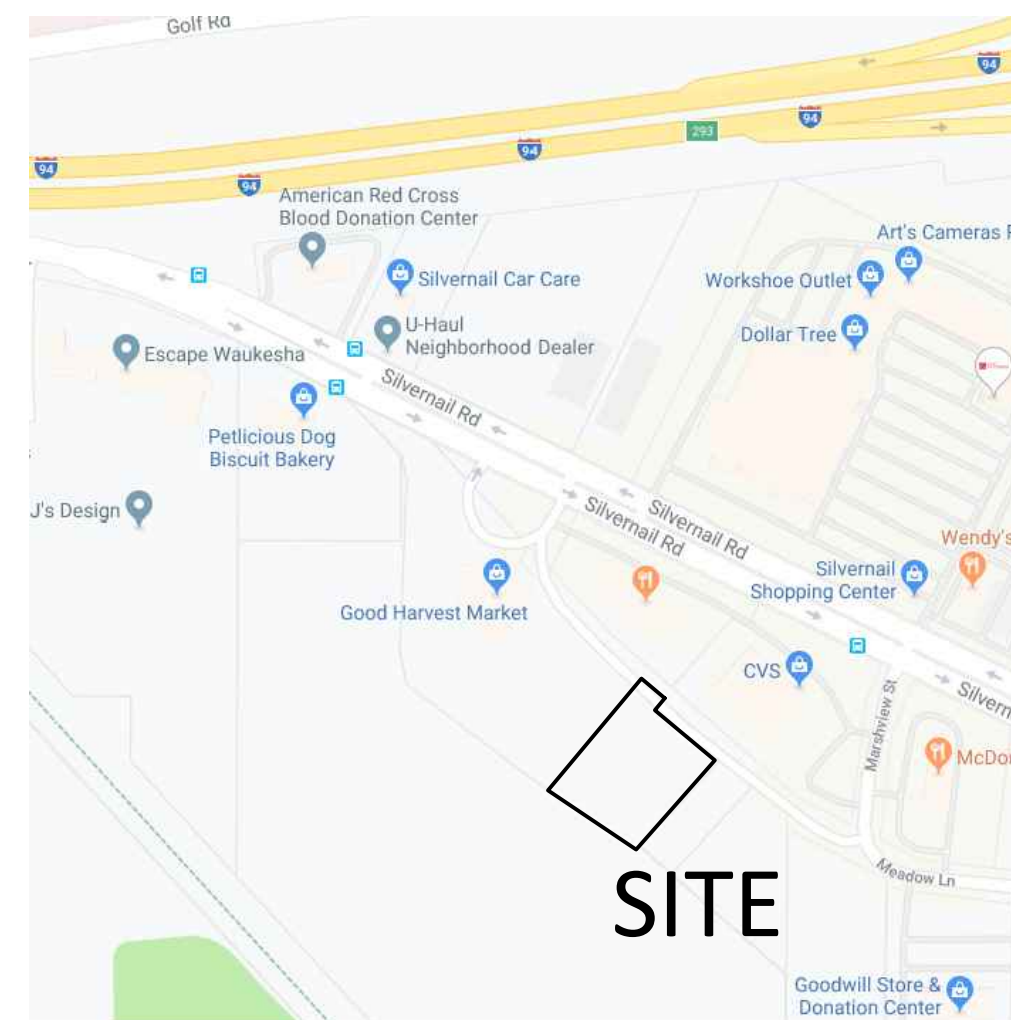 Golf Rd
94
94
293
94
94
94
American Red Cross
Blood Donation Center
Art's Cameras
Silvernail Car Care
Workshoe Outlet
U-Haul
Neighborhood Dealer
Dollar Tree
Escape Waukesha
Silvernail Rd
Petlicious Dog
Biscuit Bakery
J's Design
Silvernail Rd
Silvernail Rd
Wendy's
Silvernail
Shopping Center
Good Harvest Market
CVS
Silvern
Marshview St
McDo
Meadow Ln
SITE
Goodwill Store &
Donation Center